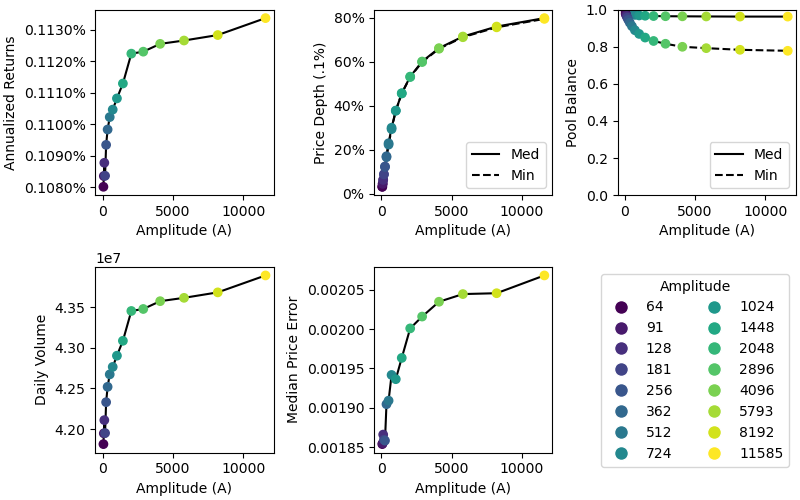 Annualized Returns
0.1130%
0.1120%
0.1110%
0.1100%
0.1090%
0.1080%
0 5000 10000
Amplitude (A)
Price Depth (.1%)
80%
60%
40%
20%
0%
Med
Min
0 5000 10000
Amplitude (A)
Pool Balance
1.0
0.8
0.6
0.4
0.2
0.0
Med
Min
0 5000 10000
Amplitude (A)
1e7
Daily Volume
4.35
4.30
4.25
4.20
0 5000 10000
Amplitude (A)
Median Price Error
0.00205
0.00200
0.00195
0.00190
0.00185
0 5000 10000
Amplitude (A)
Amplitude
64 1024
91 1448
128 2048
181 2896
256 4096
362 5793
512 8192
724 11585